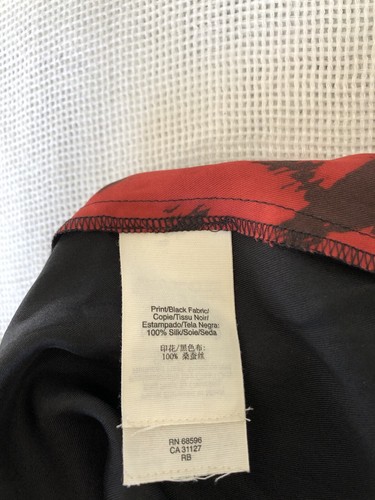 Print/Black Fabric/
Copie/Tissu Noir/
Estampado/Tela Negra:
100% Silk/Soie/Seda
印花/黑色布:
100% 桑蚕丝
RN 68596
CA 31127
RB